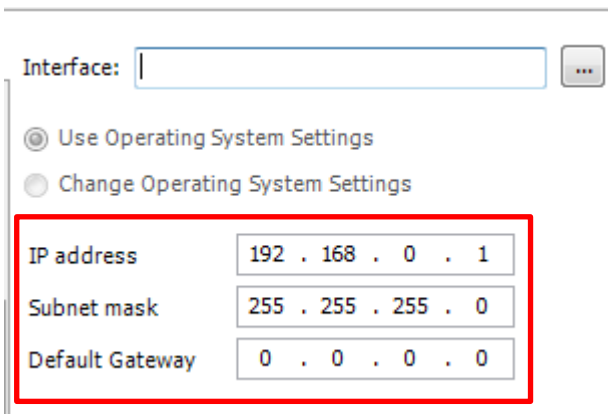 Interface: ...
Use Operating System Settings
Change Operating System Settings
IP address 192 . 168 . 0 . 1
Subnet mask 255 . 255 . 255 . 0
Default Gateway 0 . 0 . 0 . 0